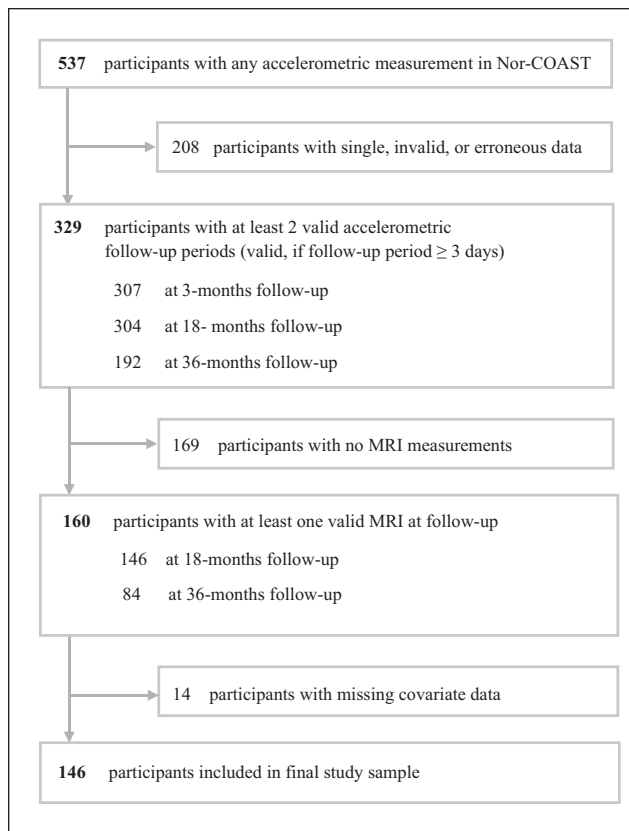 537 participants with any accelerometric measurement in Nor-COAST
208 participants with single, invalid, or erroneous data
329 participants with at least 2 valid accelerometric
follow-up periods (valid, if follow-up period ≥ 3 days)
307 at 3-months follow-up
304 at 18- months follow-up
192 at 36-months follow-up
169 participants with no MRI measurements
160 participants with at least one valid MRI at follow-up
146 at 18-months follow-up
84 at 36-months follow-up
14 participants with missing covariate data
146 participants included in final study sample